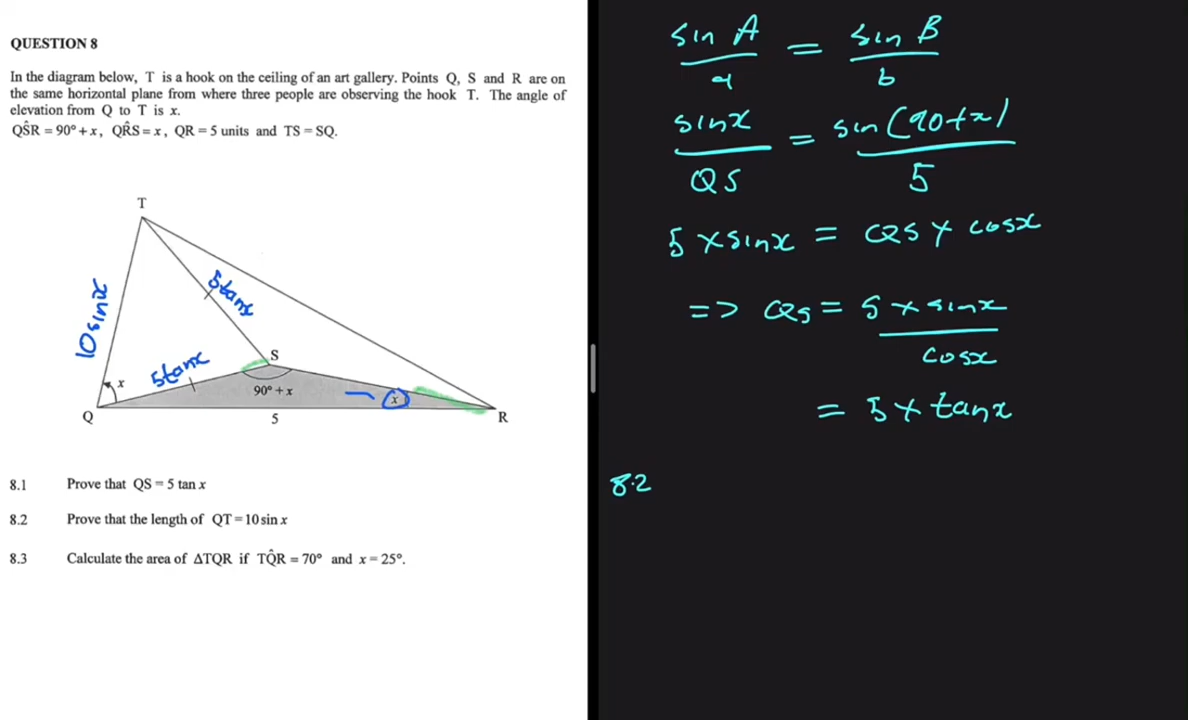 QUESTION 8
In the diagram below, T is a hook on the ceiling of an art gallery. Points Q, S and R are on
the same horizontal plane from where three people are observing the hook T. The angle of
elevation from Q to T is x.
QŜR = 90° + x, QR̂S = x, QR = 5 units and TS = SQ.
T
10 sinx
5tanx
5tanx
S
x
90° + x
x
Q
5
R
8.1 Prove that QS = 5 tan x
8.2 Prove that the length of QT = 10 sin x
8.3 Calculate the area of ΔTQR if TQ̂R = 70° and x = 25°.
sin A / a = sin B / b
sinx / QS = sin(90+x) / 5
5 × sinx = QS × cosx
=> QS = 5 × sinx / cosx
= 5 × tanx
8.2